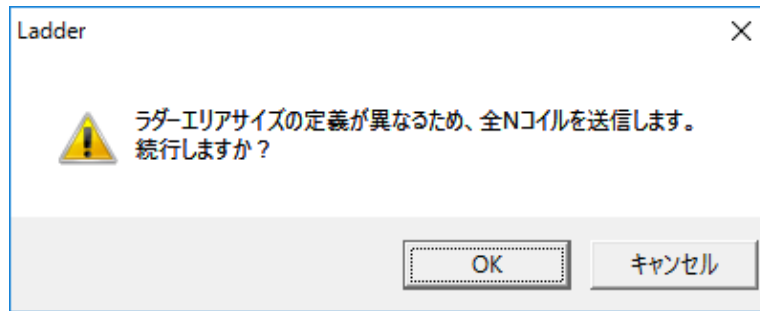 Ladder
ラダーエリアサイズの定義が異なるため、全Nコイルを送信します。
続行しますか？
OK
キャンセル